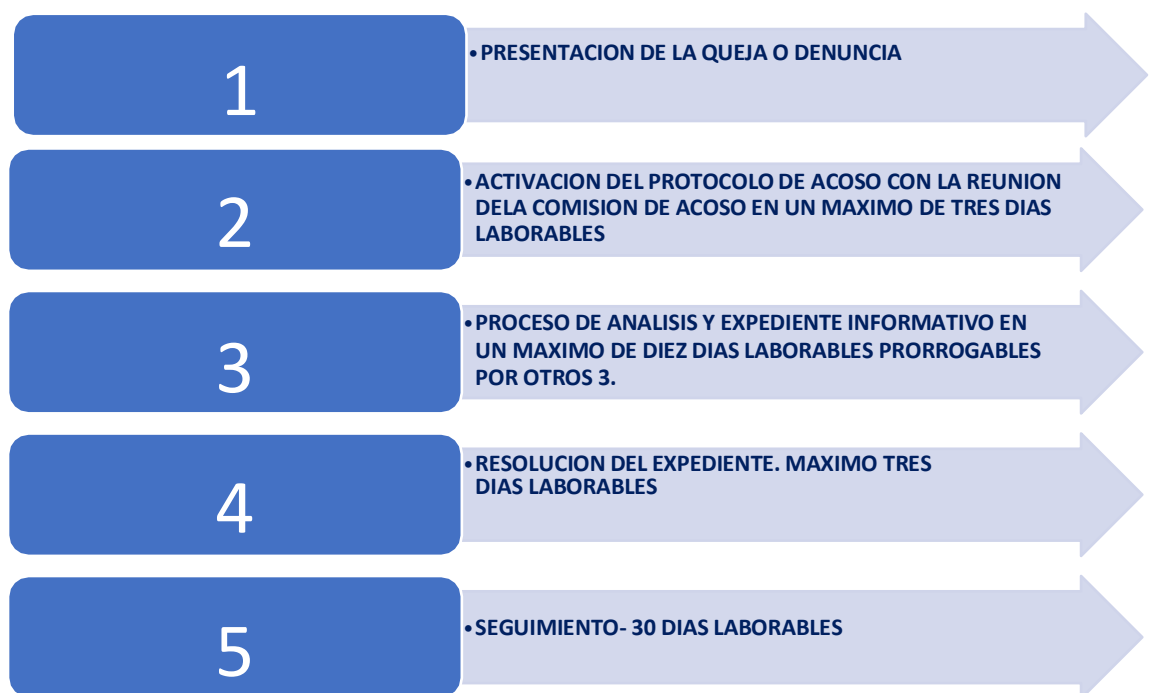 1
•PRESENTACION DE LA QUEJA O DENUNCIA
2
•ACTIVACION DEL PROTOCOLO DE ACOSO CON LA REUNION
DELA COMISION DE ACOSO EN UN MAXIMO DE TRES DIAS
LABORABLES
3
•PROCESO DE ANALISIS Y EXPEDIENTE INFORMATIVO EN
UN MAXIMO DE DIEZ DIAS LABORABLES PRORROGABLES
POR OTROS 3.
4
•RESOLUCION DEL EXPEDIENTE. MAXIMO TRES
DIAS LABORABLES
5
•SEGUIMIENTO- 30 DIAS LABORABLES